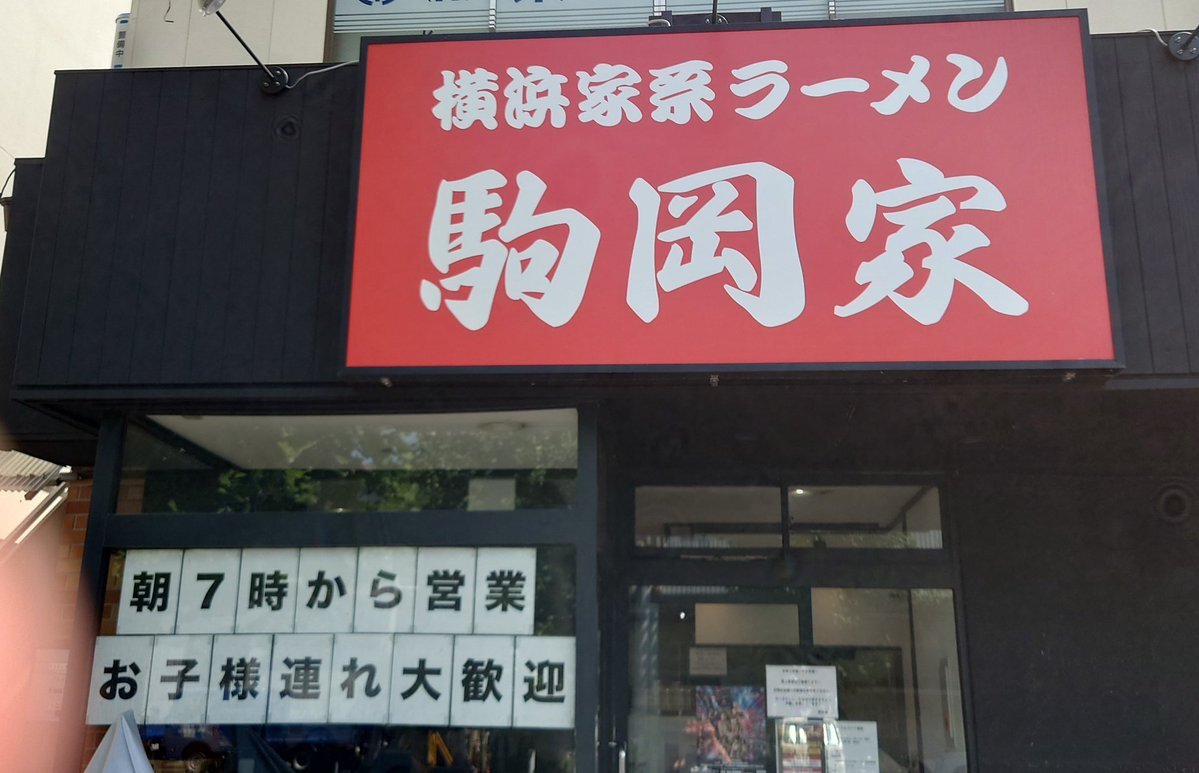 横浜家系ラーメン
駒岡家
朝7時から営業
お子様連れ大歓迎